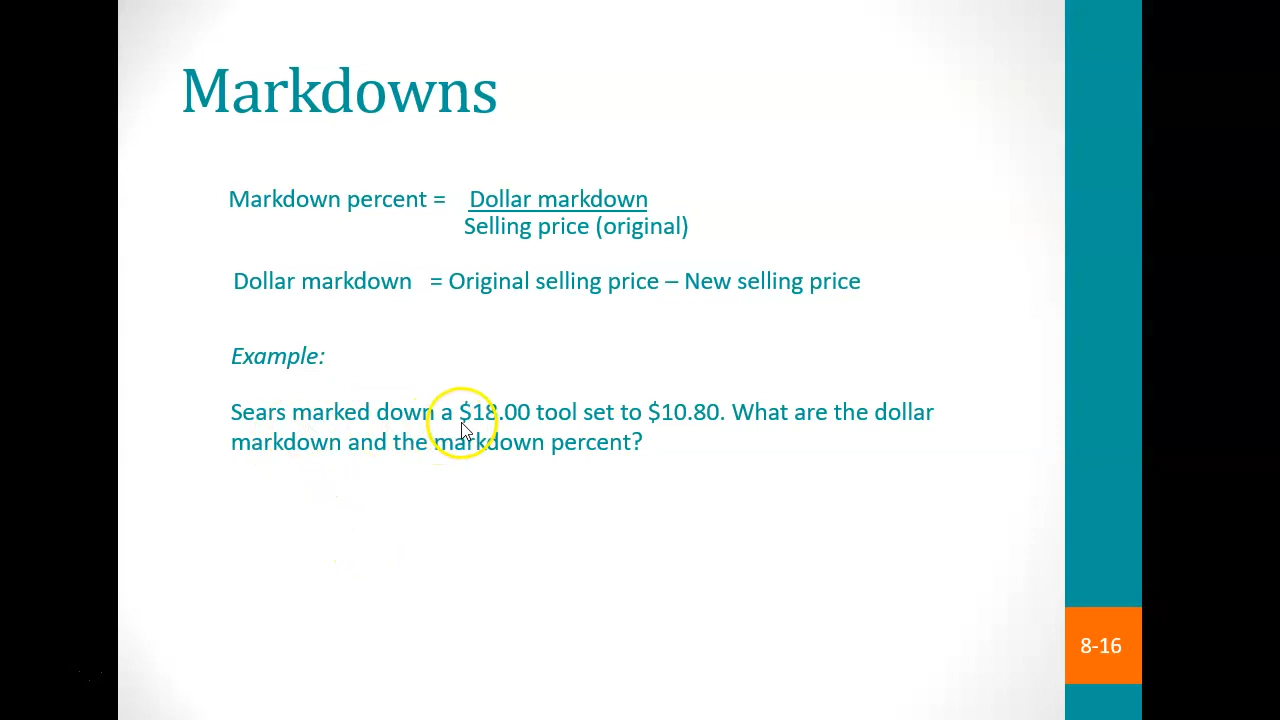 Markdowns
Markdown percent = Dollar markdown
Selling price (original)
Dollar markdown = Original selling price – New selling price
Example:
Sears marked down a $18.00 tool set to $10.80. What are the dollar
markdown and the markdown percent?
8-16